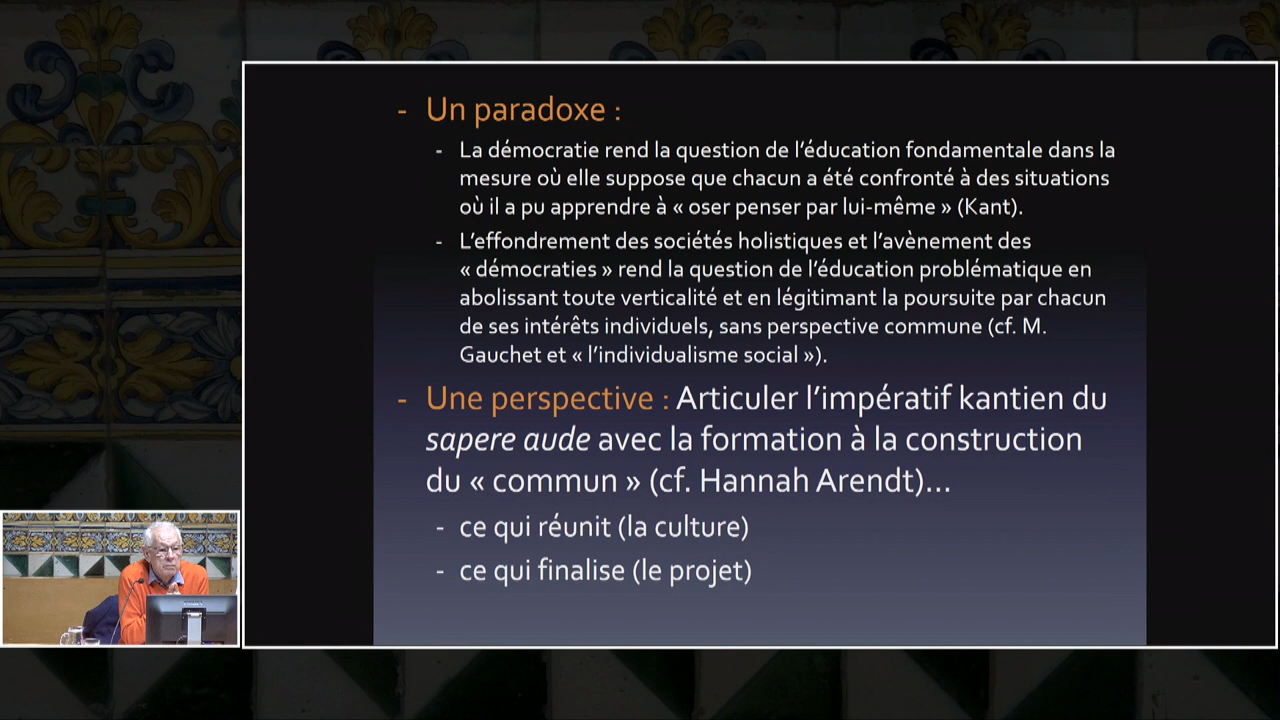 - Un paradoxe :
- La démocratie rend la question de l'éducation fondamentale dans la
mesure où elle suppose que chacun a été confronté à des situations
où il a pu apprendre à « oser penser par lui-même » (Kant).
- L'effondrement des sociétés holistiques et l'avènement des
« démocraties » rend la question de l'éducation problématique en
abolissant toute verticalité et en légitimant la poursuite par chacun
de ses intérêts individuels, sans perspective commune (cf. M.
Gauchet et « l'individualisme social »).
- Une perspective : Articuler l'impératif kantien du
sapere aude avec la formation à la construction
du « commun » (cf. Hannah Arendt)...
- ce qui réunit (la culture)
- ce qui finalise (le projet)